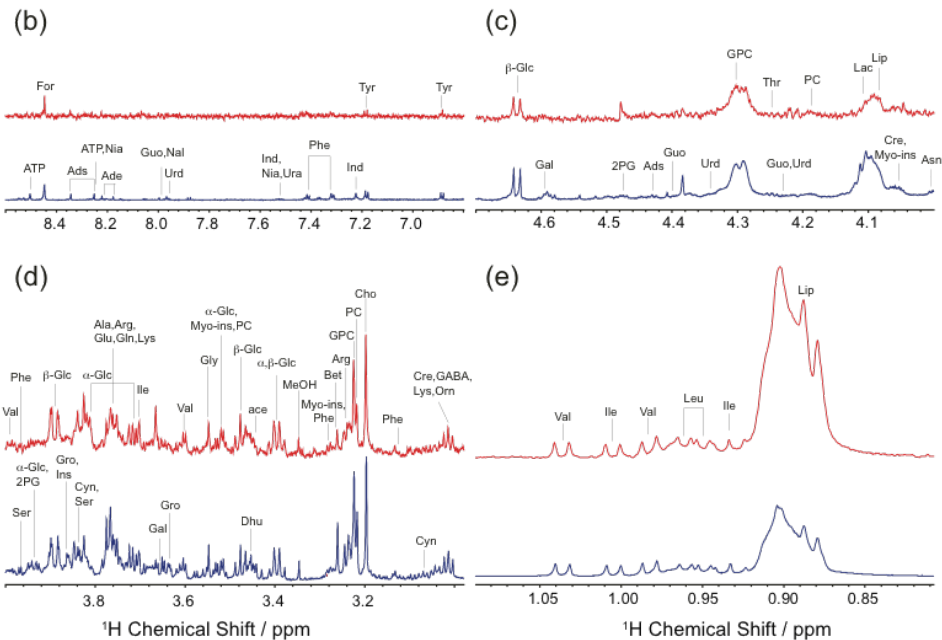 (b)
For
Tyr
Tyr
ATP
Ads
ATP,Nia
Ade
Guo,NaI
Urd
Ind,
Nia,Ura
Phe
Ind
8.4
8.2
8.0
7.8
7.6
7.4
7.2
7.0
(c)
β-Glc
GPC
Thr
PC
Lac
Lip
Gal
2PG
Ads
Guo
Urd
Guo,Urd
Cre,
Myo-ins
Asn
4.6
4.5
4.4
4.3
4.2
4.1
(d)
Phe
Val
β-Glc
α-Glc
Ala,Arg,
Glu,Gln,Lys
Ile
Val
Gly
α-Glc,
Myo-ins,PC
β-Glc
ace
α,β-Glc
MeOH
Myo-ins,
Phe
Bet
Arg
GPC
PC
Cho
Phe
Cre,GABA,
Lys,Orn
Ser
α-Glc,
2PG
Gro,
Ins
Cyn,
Ser
Gal
Gro
Dhu
Cyn
3.8
3.6
3.4
3.2
¹H Chemical Shift / ppm
(e)
Val
Ile
Val
Leu
Ile
Lip
1.05
1.00
0.95
0.90
0.85
¹H Chemical Shift / ppm